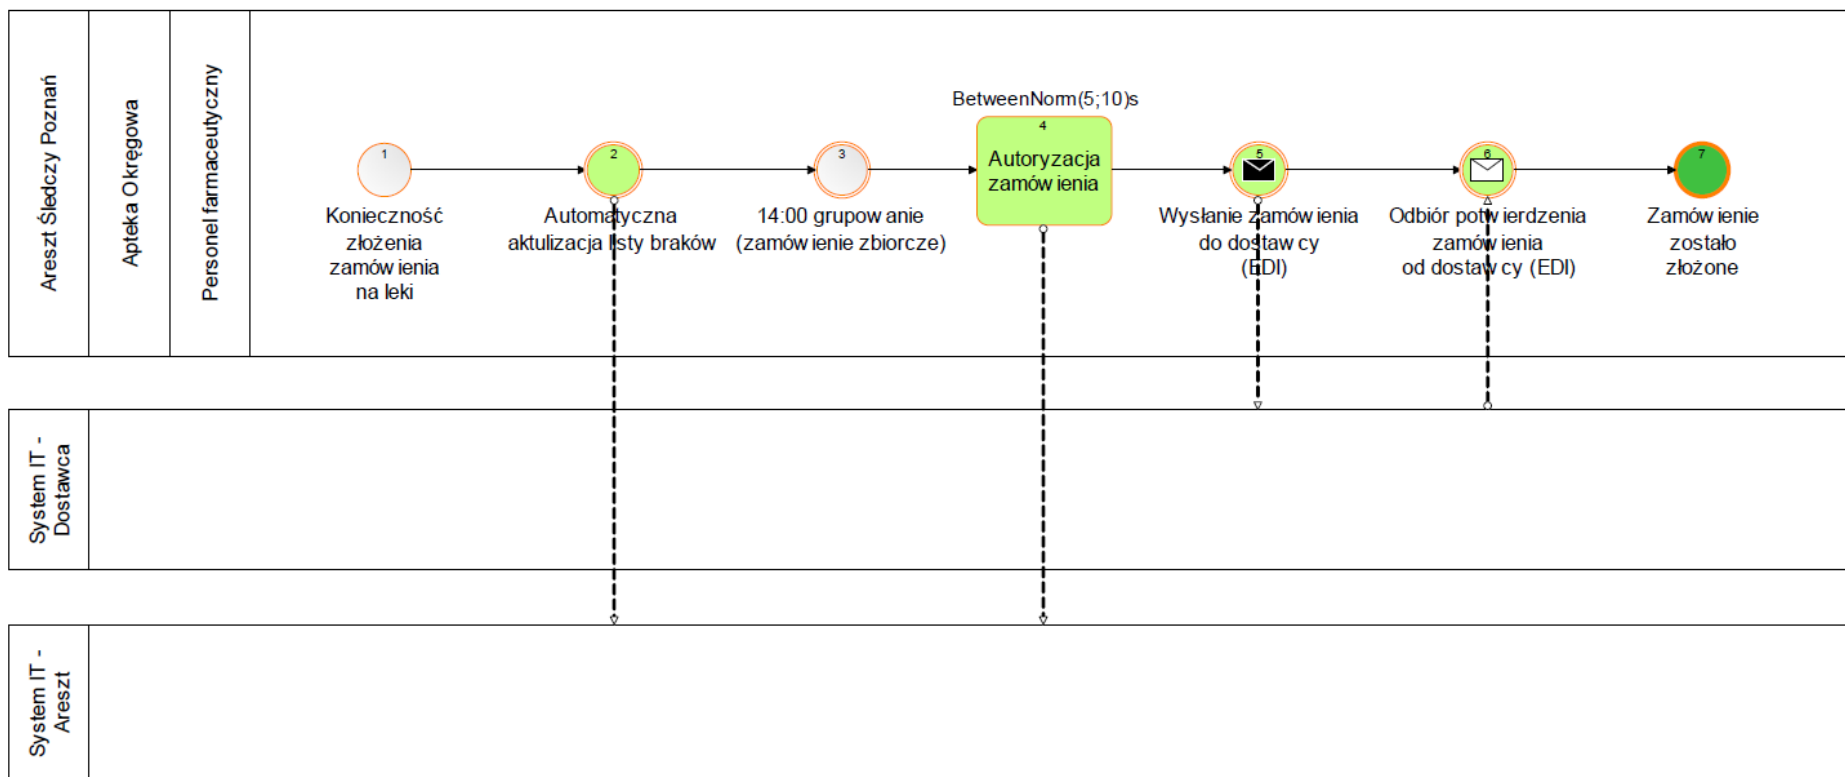 Areszt Śledczy Poznań
Apteka Okręgowa
Personel farmaceutyczny
1
Konieczność
złożenia
zamówienia
na leki
2
Automatyczna
aktulizacja listy braków
3
14:00 grupowanie
(zamówienie zbiorcze)
BetweenNorm(5;10)s
4
Autoryzacja
zamówienia
5
Wysłanie zamówienia
do dostawcy
(EDI)
6
Odbiór potwierdzenia
zamówienia
od dostawcy (EDI)
7
Zamówienie
zostało
złożone
System IT -
Dostawca
System IT -
Areszt